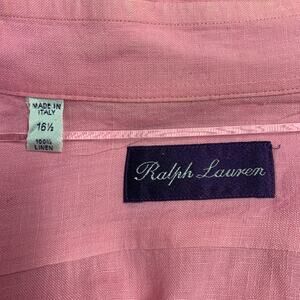 MADE IN
ITALY
16½
100%
LINEN
Ralph Lauren